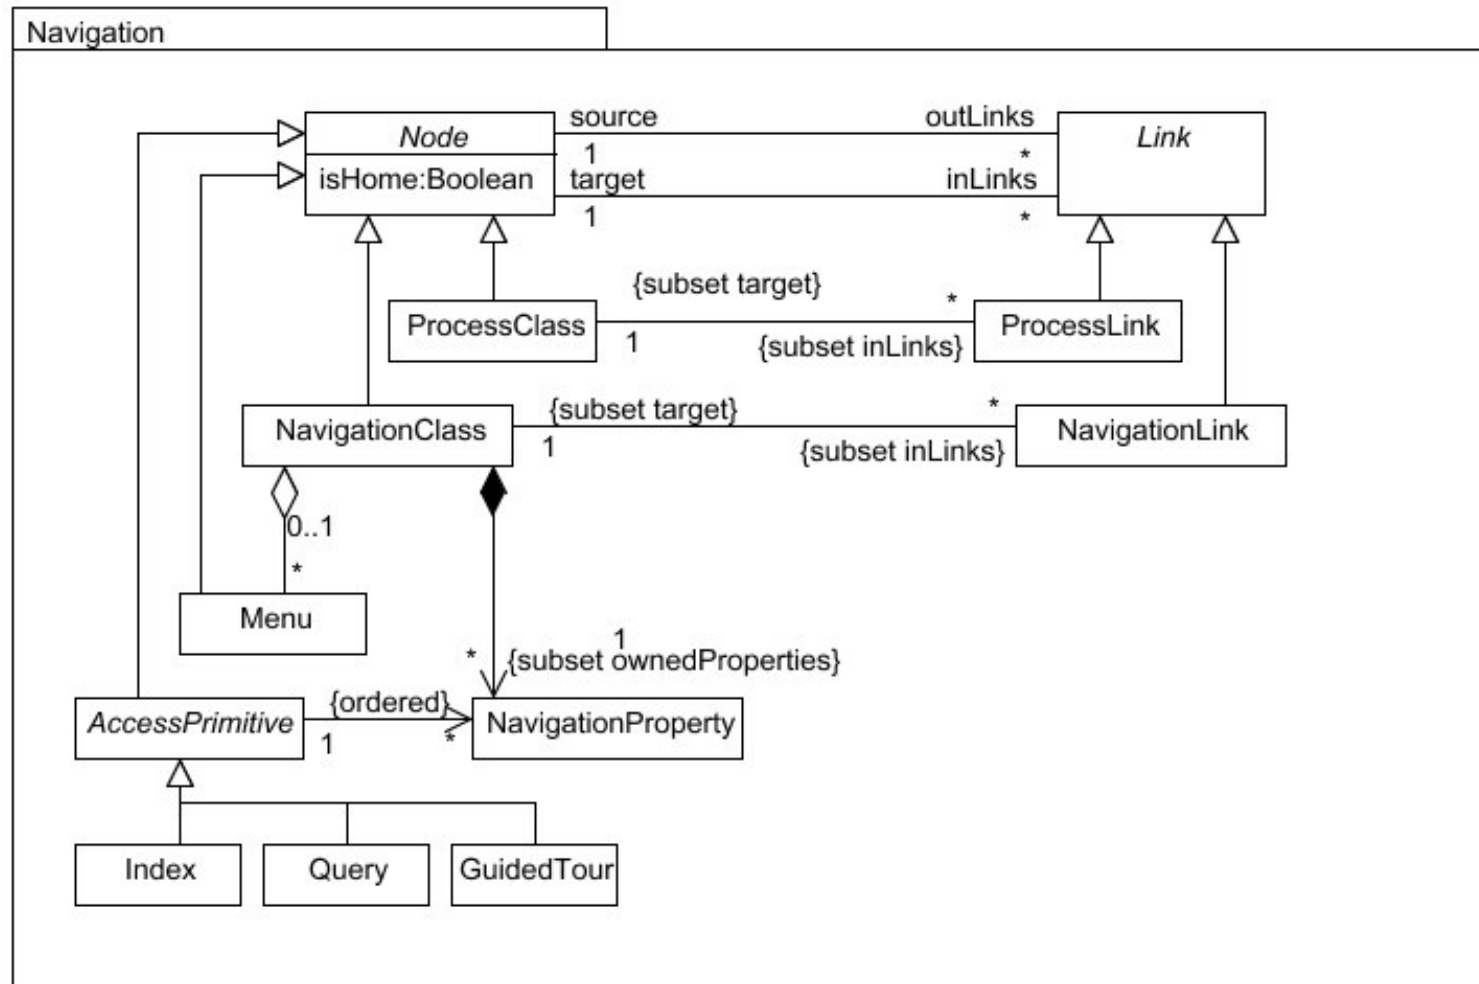 Navigation
source outLinks
Node Link
1 *
isHome:Boolean target inLinks
1 *
{subset target} *
ProcessClass ProcessLink
1 {subset inLinks}
{subset target} *
NavigationClass NavigationLink
1 {subset inLinks}
0..1
*
Menu
1
* {subset ownedProperties}
{ordered}
AccessPrimitive NavigationProperty
1 *
Index Query GuidedTour